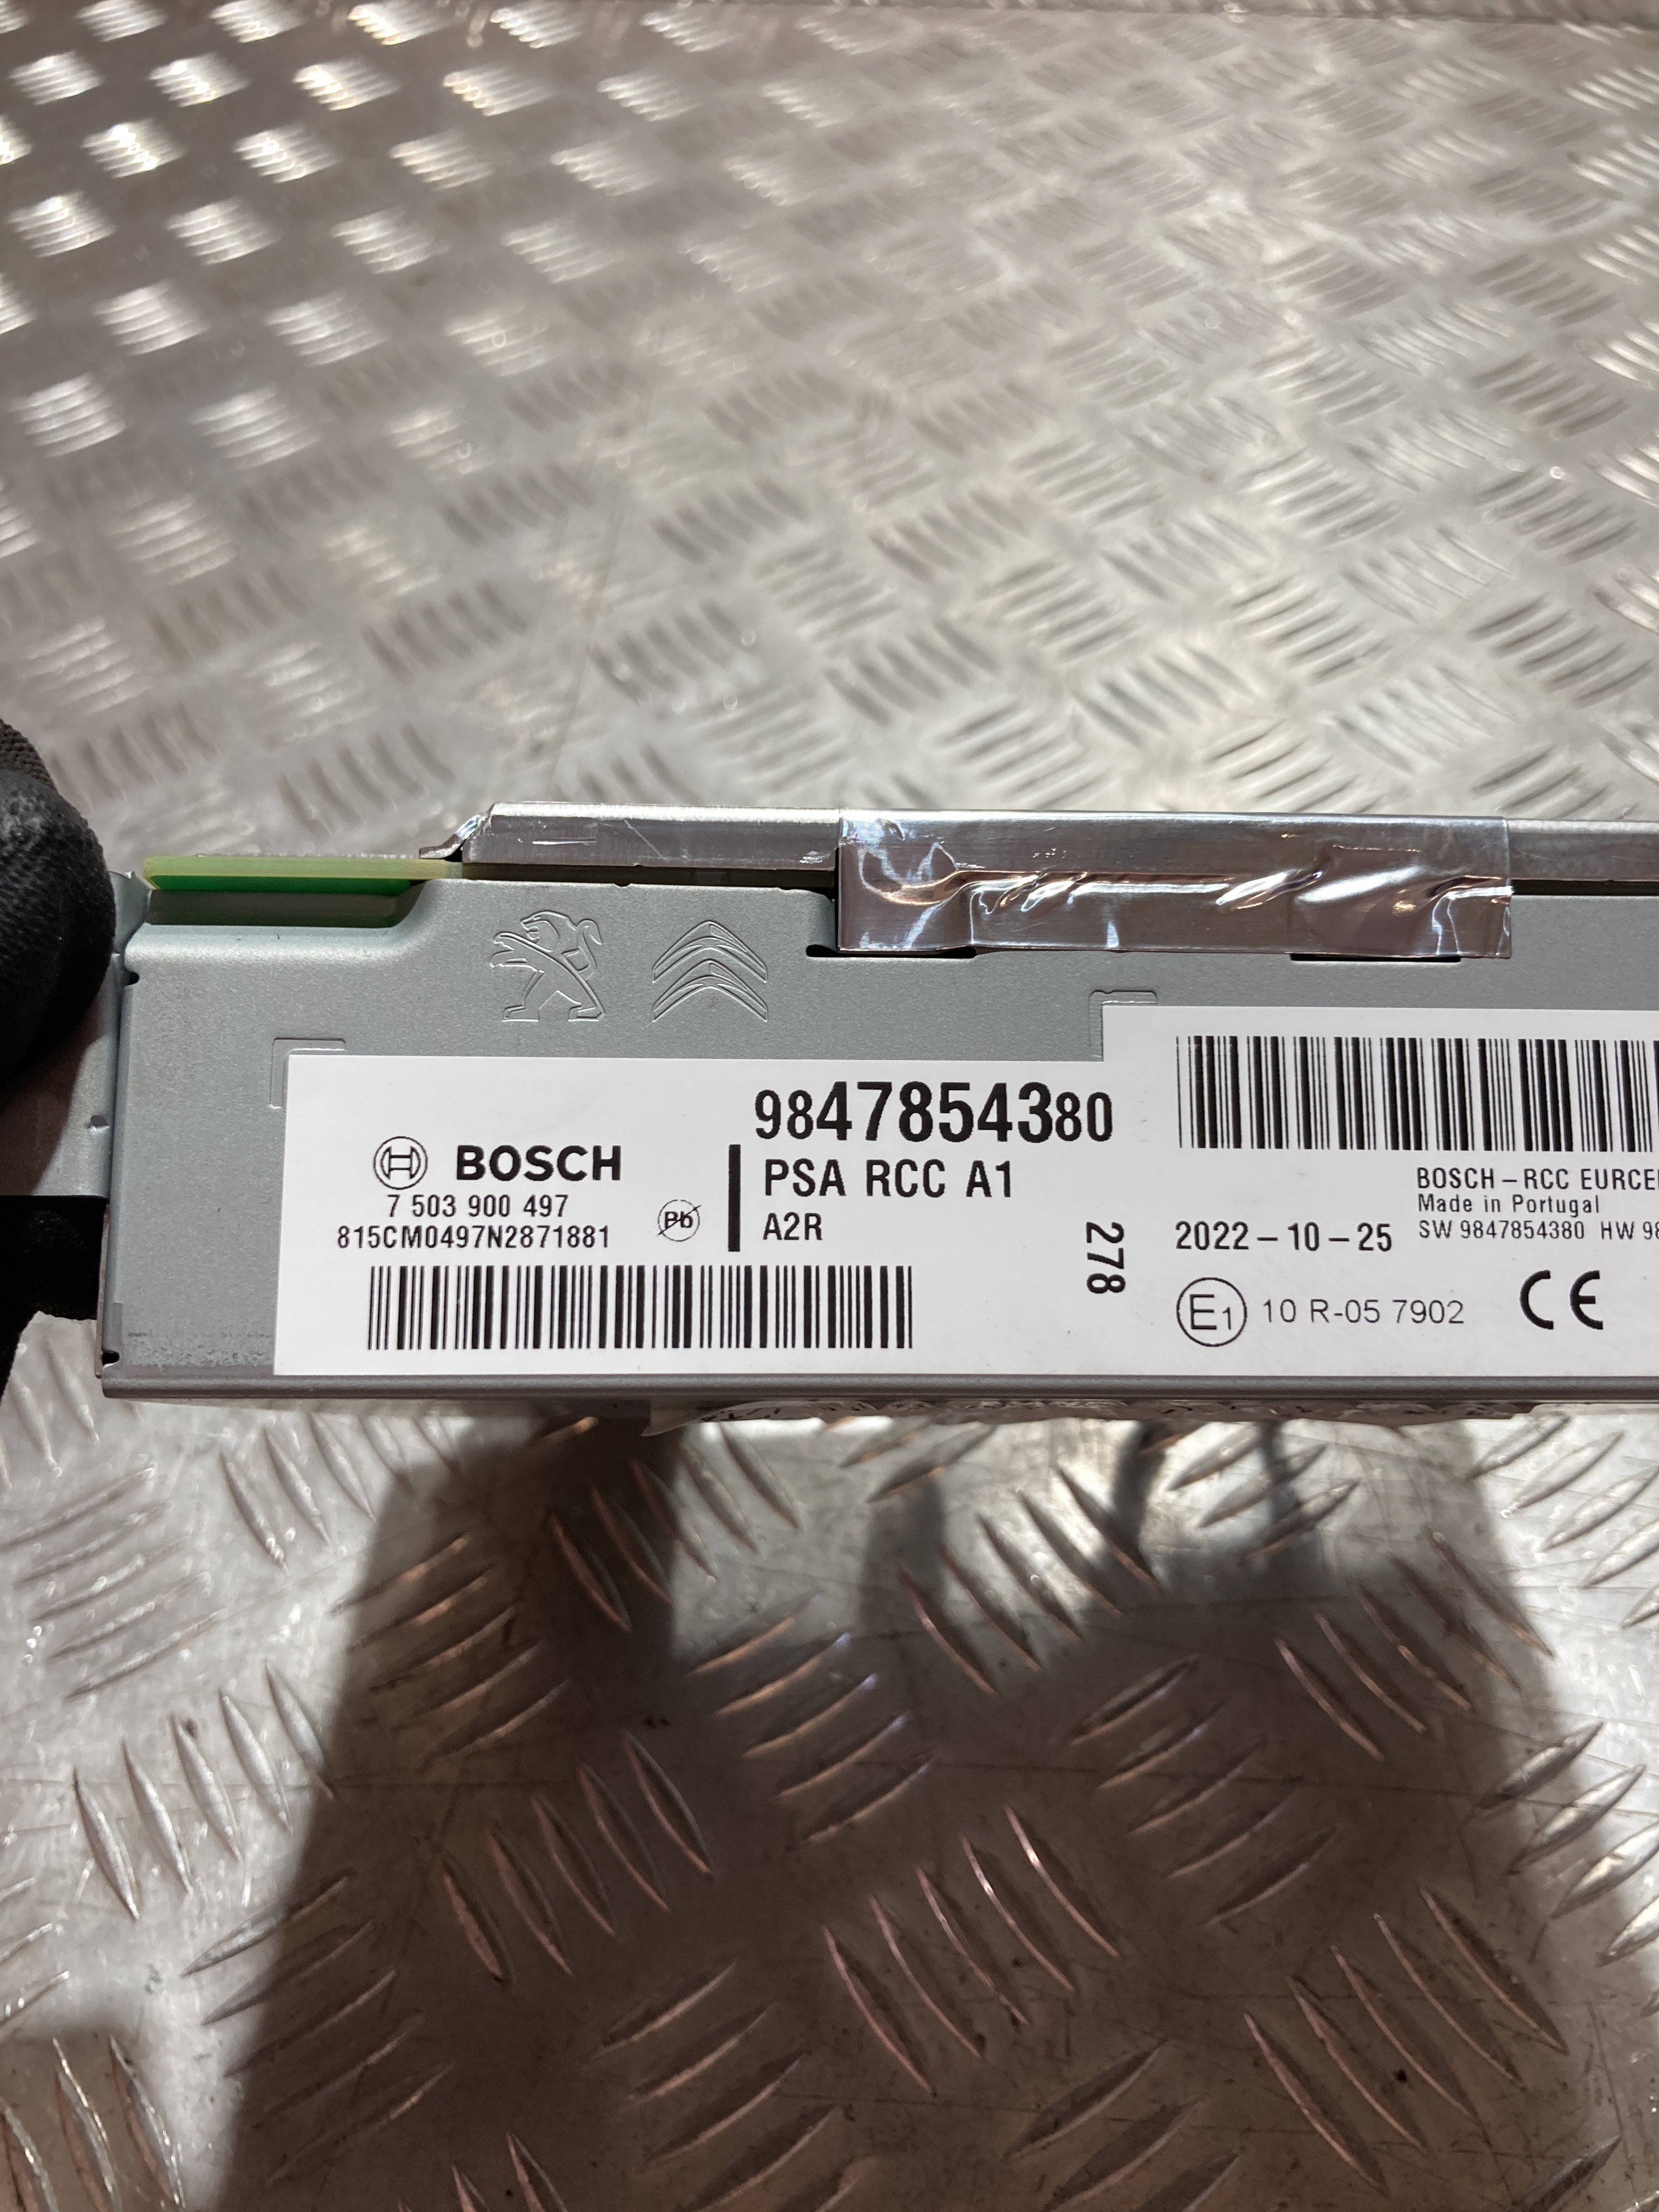 BOSCH
7 503 900 497
815CM0497N2871881
Pb
9847854380
PSA RCC A1
A2R
278
BOSCH-RCC
Made in Portugal
2022-10-25
SW 9847854380 HW
E1 10 R-05 7902
CE